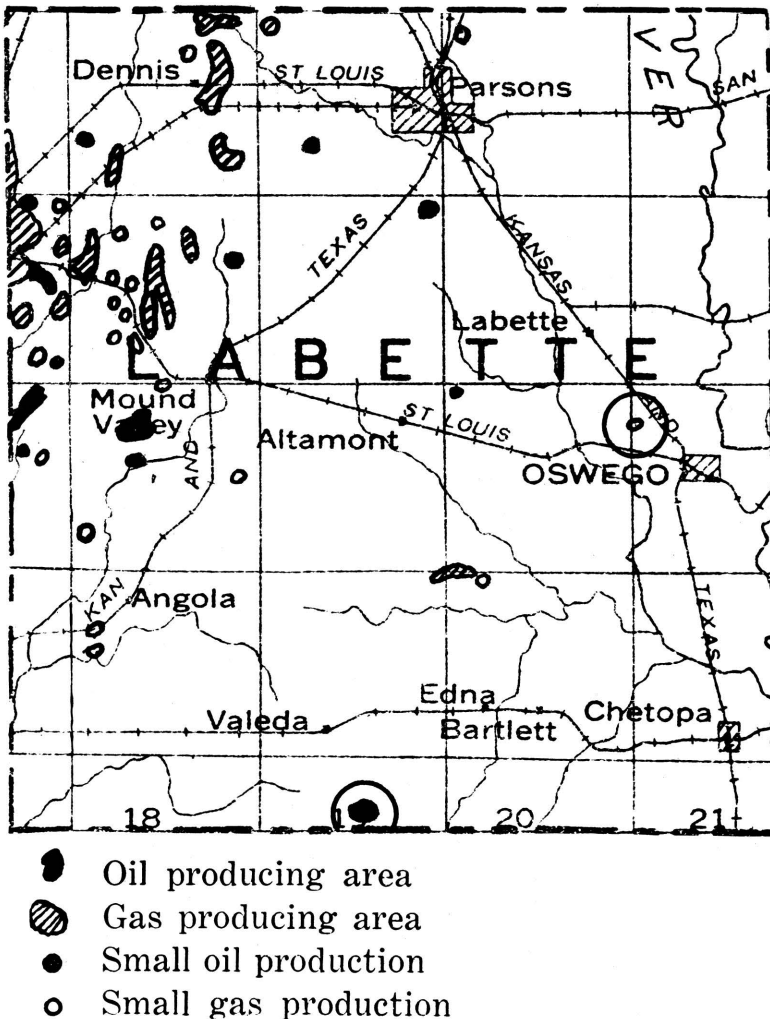 Dennis
ST LOUIS
Parsons
SAN
VER
TEXAS
KANSAS
Labette
LABETTE
Mound
Valley
Altamont
ST LOUIS
AND
AND
OSWEGO
KAN
Angola
TEXAS
Edna
Valeda
Bartlett
Chetopa
18
20
21
Oil producing area
Gas producing area
Small oil production
Small gas production